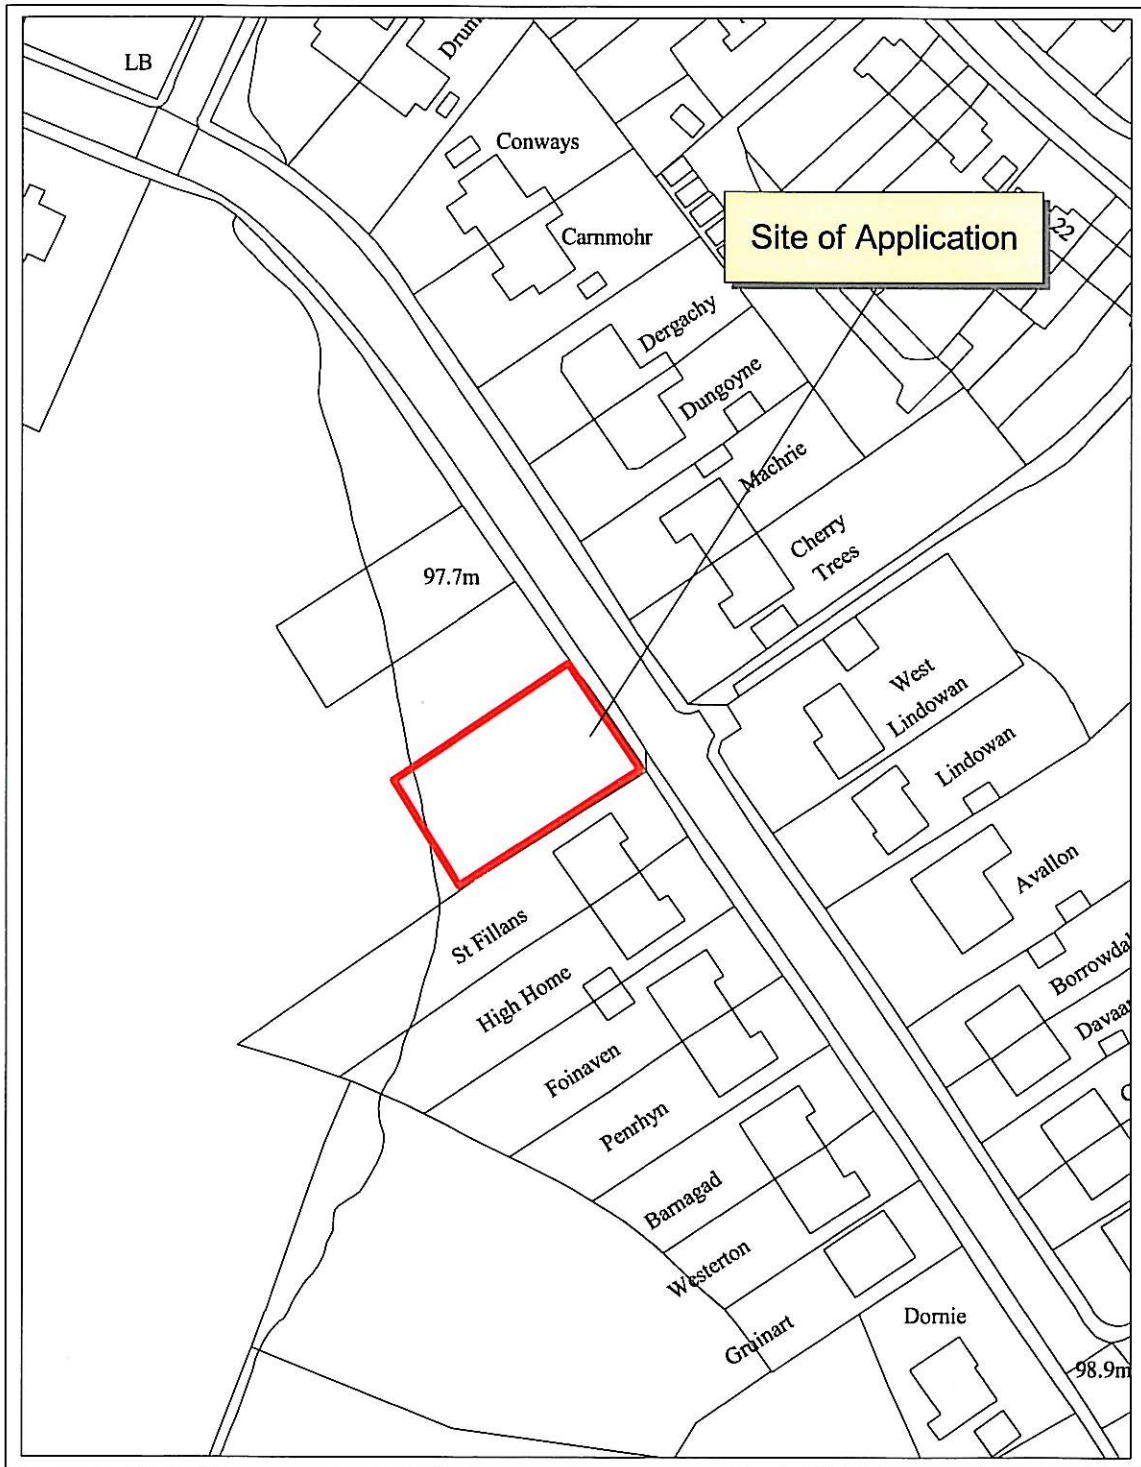 LB
Conways
Carnmohr
Site of Application
22
Dergachy
Dungoyne
Machrie
Cherry
Trees
97.7m
West
Lindowan
Lindowan
Avallon
St Fillans
High Home
Foinaven
Penrhyn
Barnagad
Westerton
Gruinart
Dornie
98.9m